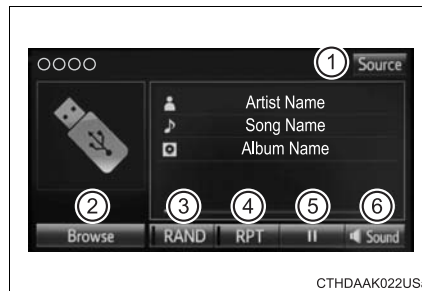 ○○○○ 1 Source
Artist Name
Song Name
Album Name
2 3 4 5 6
Browse RAND RPT II Sound
CTHDAAK022US